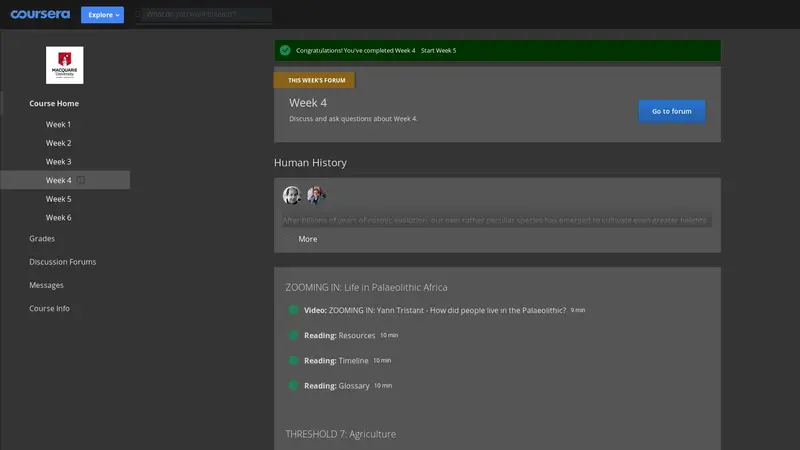 coursera
Explore
What do you want to learn?
MACQUARIE
University
Course Home
Week 1
Week 2
Week 3
Week 4
Week 5
Week 6
Grades
Discussion Forums
Messages
Course Info
Congratulations! You've completed Week 4 Start Week 5
THIS WEEK'S FORUM
Week 4
Discuss and ask questions about Week 4.
Go to forum
Human History
After billions of years of cosmic evolution, our own rather peculiar species has emerged to cultivate even greater heights
More
ZOOMING IN: Life in Palaeolithic Africa
Video: ZOOMING IN: Yann Tristant - How did people live in the Palaeolithic? 9 min
Reading: Resources 10 min
Reading: Timeline 10 min
Reading: Glossary 10 min
THRESHOLD 7: Agriculture